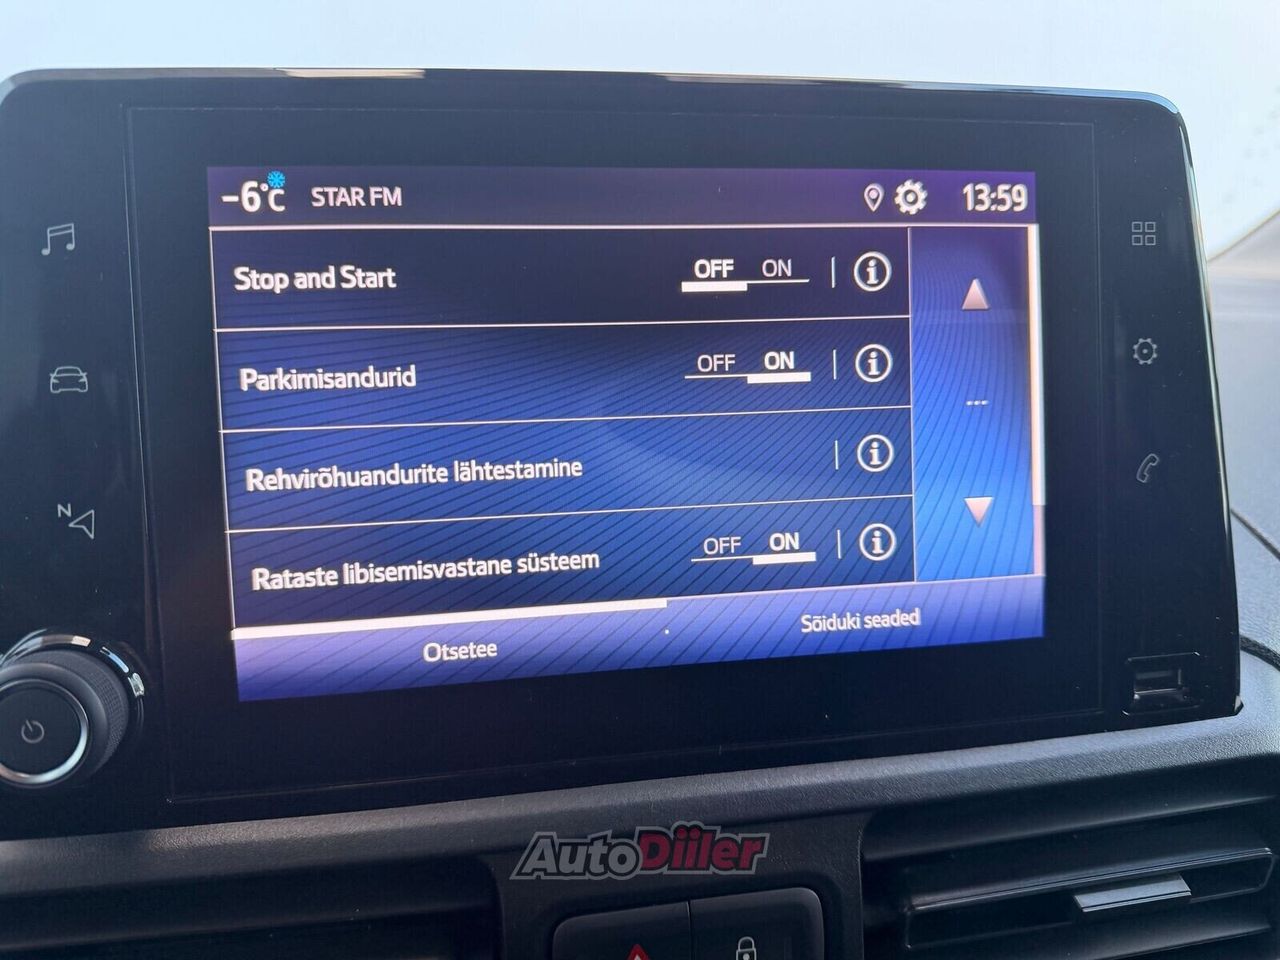 -6°C STAR FM 13:59
Stop and Start OFF ON
Parkimisandurid OFF ON
Rehvirõhuandurite lähtestamine
Rataste libisemisvastane süsteem OFF ON
Otsetee Sõiduki seaded
N
AutoDiiler